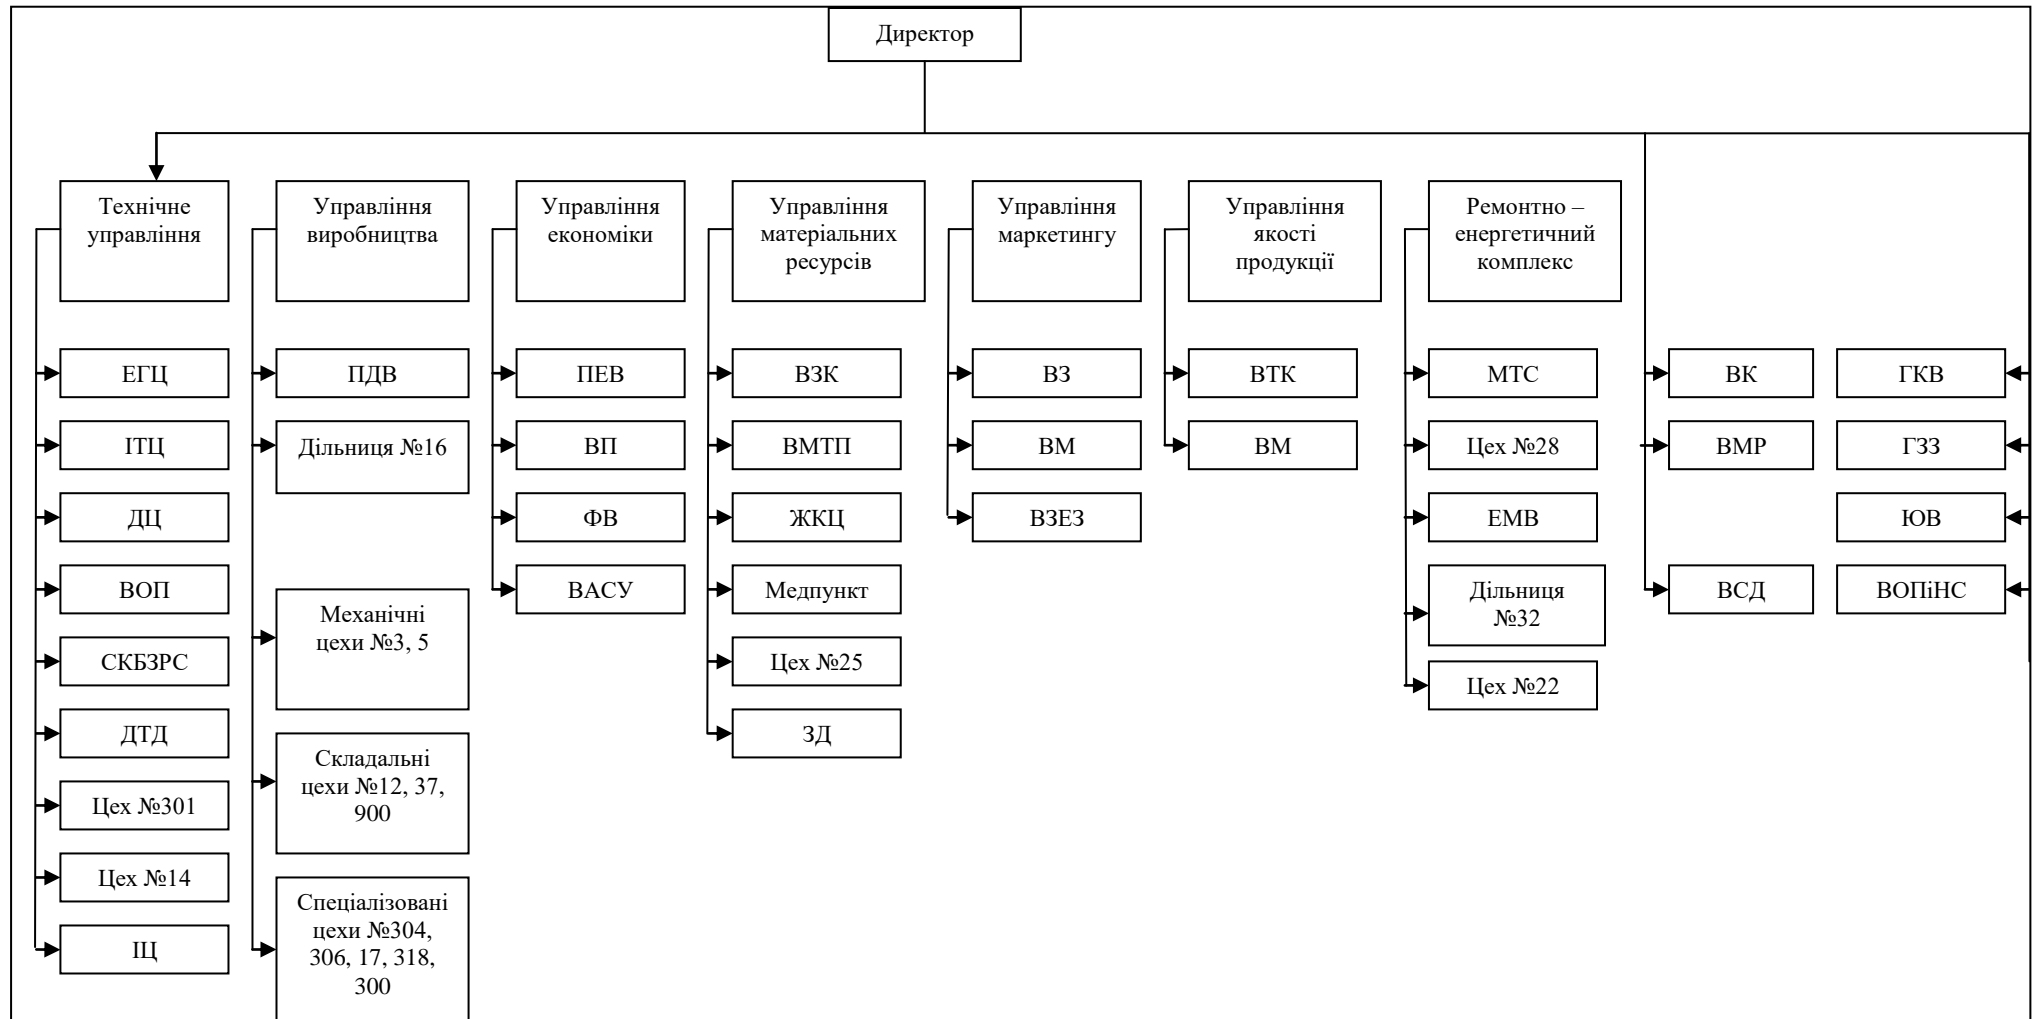 Директор
Технічне
управління
Управління
виробництва
Управління
економіки
Управління
матеріальних
ресурсів
Управління
маркетингу
Управління
якості
продукції
Ремонтно –
енергетичний
комплекс
ЕГЦ
ПДВ
ПЕВ
ВЗК
ВЗ
ВТК
МТС
ВК
ГКВ
ІТЦ
Дільниця №16
ВП
ВМТП
ВМ
ВМ
Цех №28
ВМР
ГЗЗ
ДЦ
ФВ
ЖКЦ
ВЗЕЗ
ЕМВ
ЮВ
ВОП
Механічні
цехи №3, 5
ВАСУ
Медпункт
Дільниця
№32
ВСД
ВОПіНС
СКБЗРС
Цех №25
Цех №22
ДТД
Складальні
цехи №12, 37,
900
ЗД
Цех №301
Цех №14
Спеціалізовані
цехи №304,
306, 17, 318,
300
ІЦ